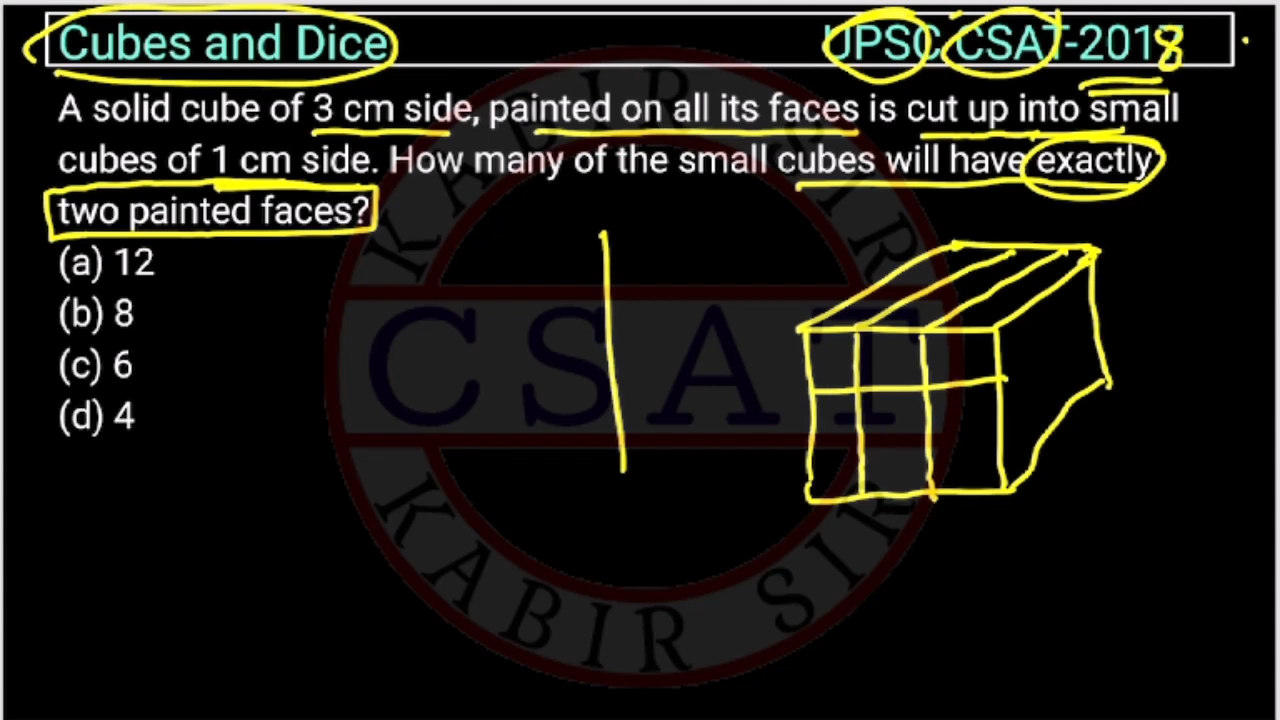 Cubes and Dice
UPSC CSAT-2018
A solid cube of 3 cm side, painted on all its faces is cut up into small
cubes of 1 cm side. How many of the small cubes will have exactly
two painted faces?
(a) 12
(b) 8
(c) 6
(d) 4
KABIR SIR
CSAT
KABIR SIR